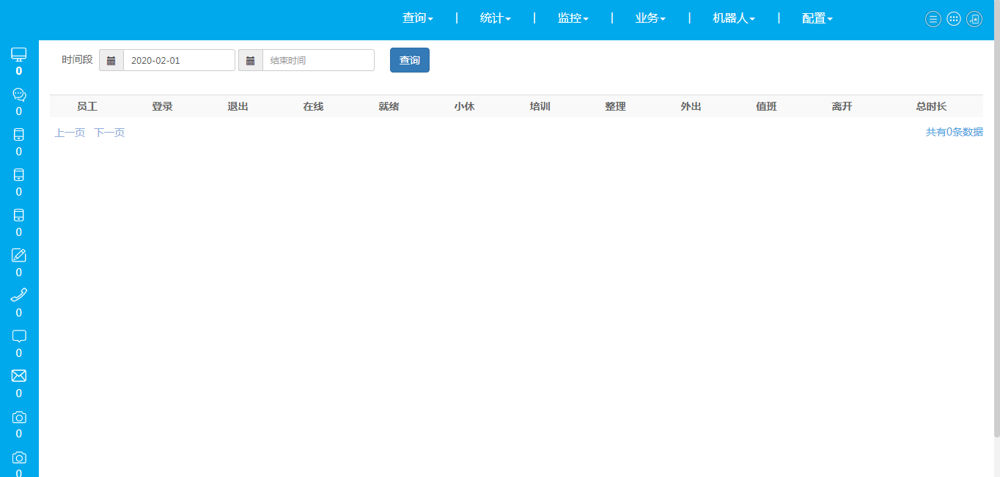 查询 | 统计 | 监控 | 业务 | 机器人 | 配置
时间段 2020-02-01 结束时间 查询
员工 登录 退出 在线 就绪 小休 培训 整理 外出 值班 离开 总时长
上一页 下一页 共有0条数据
0
0
0
0
0
0
0
0
0
0
0